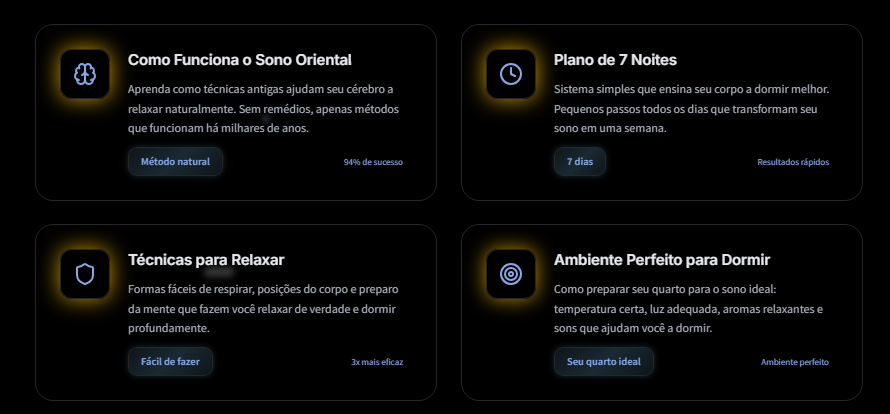 Como Funciona o Sono Oriental
Aprenda como técnicas antigas ajudam seu cérebro a
relaxar naturalmente. Sem remédios, apenas métodos
que funcionam há milhares de anos.
Método natural
94% de sucesso
Plano de 7 Noites
Sistema simples que ensina seu corpo a dormir melhor.
Pequenos passos todos os dias que transformam seu
sono em uma semana.
7 dias
Resultados rápidos
Técnicas para Relaxar
Formas fáceis de respirar, posições do corpo e preparo
da mente que fazem você relaxar de verdade e dormir
profundamente.
Fácil de fazer
3x mais eficaz
Ambiente Perfeito para Dormir
Como preparar seu quarto para o sono ideal:
temperatura certa, luz adequada, aromas relaxantes e
sons que ajudam você a dormir.
Seu quarto ideal
Ambiente perfeito